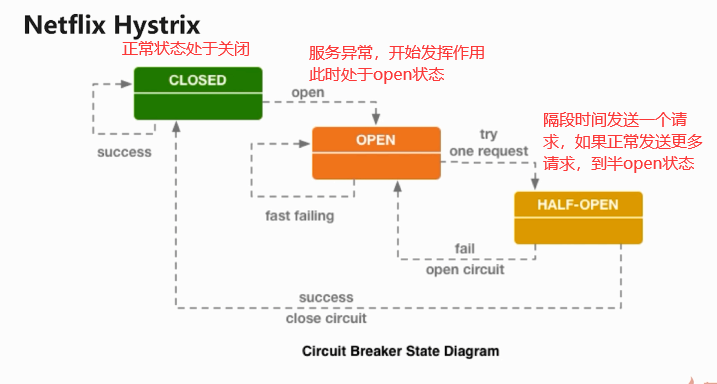 Netflix Hystrix
正常状态处于关闭
服务异常，开始发挥作用
此时处于open状态
CLOSED
open
success
隔段时间发送一个请
求，如果正常发送更多
请求，到半open状态
OPEN
try
one request
fast failing
HALF-OPEN
fail
open circuit
success
close circuit
Circuit Breaker State Diagram